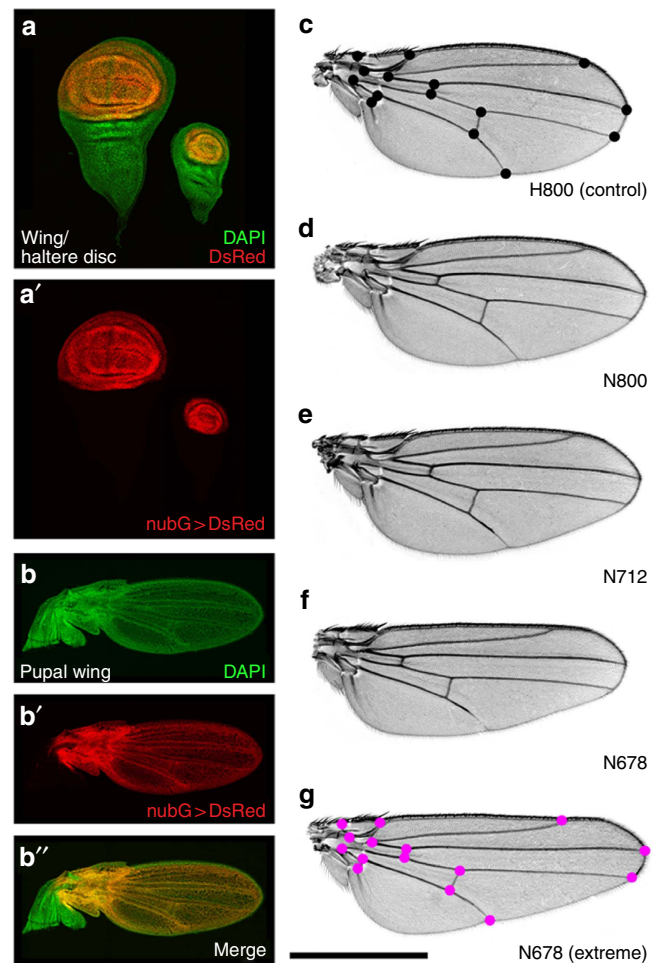 a
Wing/
haltere disc
DAPI
DsRed
a′
nubG>DsRed
b
Pupal wing
DAPI
b′
nubG>DsRed
b″
Merge
c
H800 (control)
d
N800
e
N712
f
N678
g
N678 (extreme)